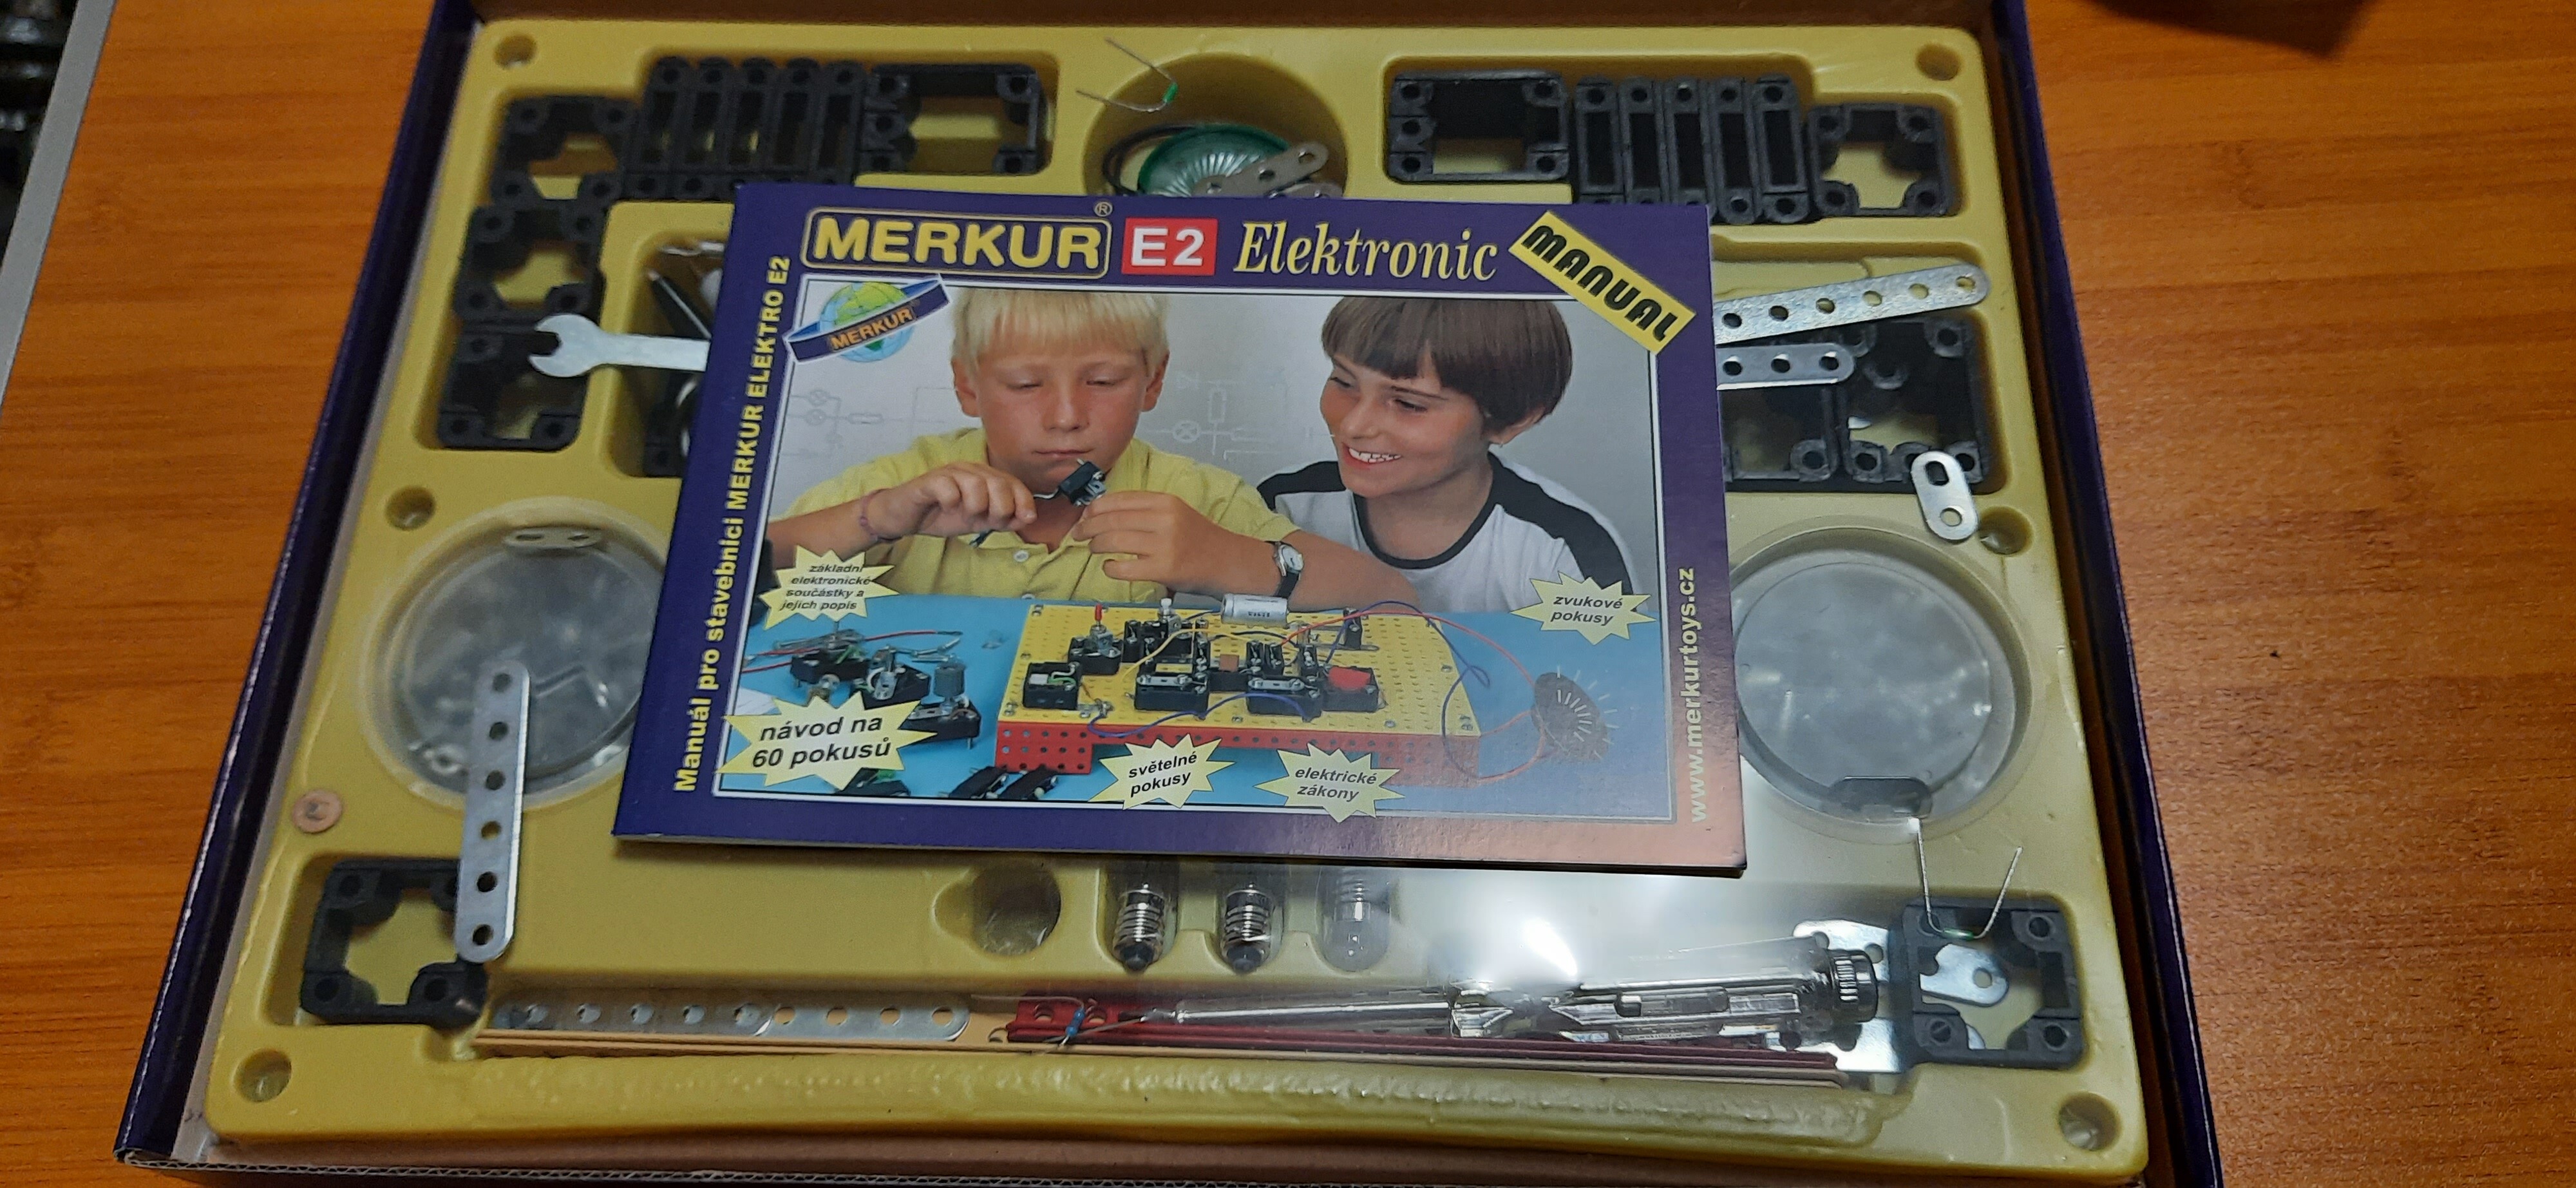 MERKUR® E2 Elektronic
MANUAL
MERKUR
Manuál pro stavebnici MERKUR ELEKTRO E2
základní
elektronické
součástky a
jejich popis
zvukové
pokusy
návod na
60 pokusů
světelné
pokusy
elektrické
zákony
www.merkurtoys.cz